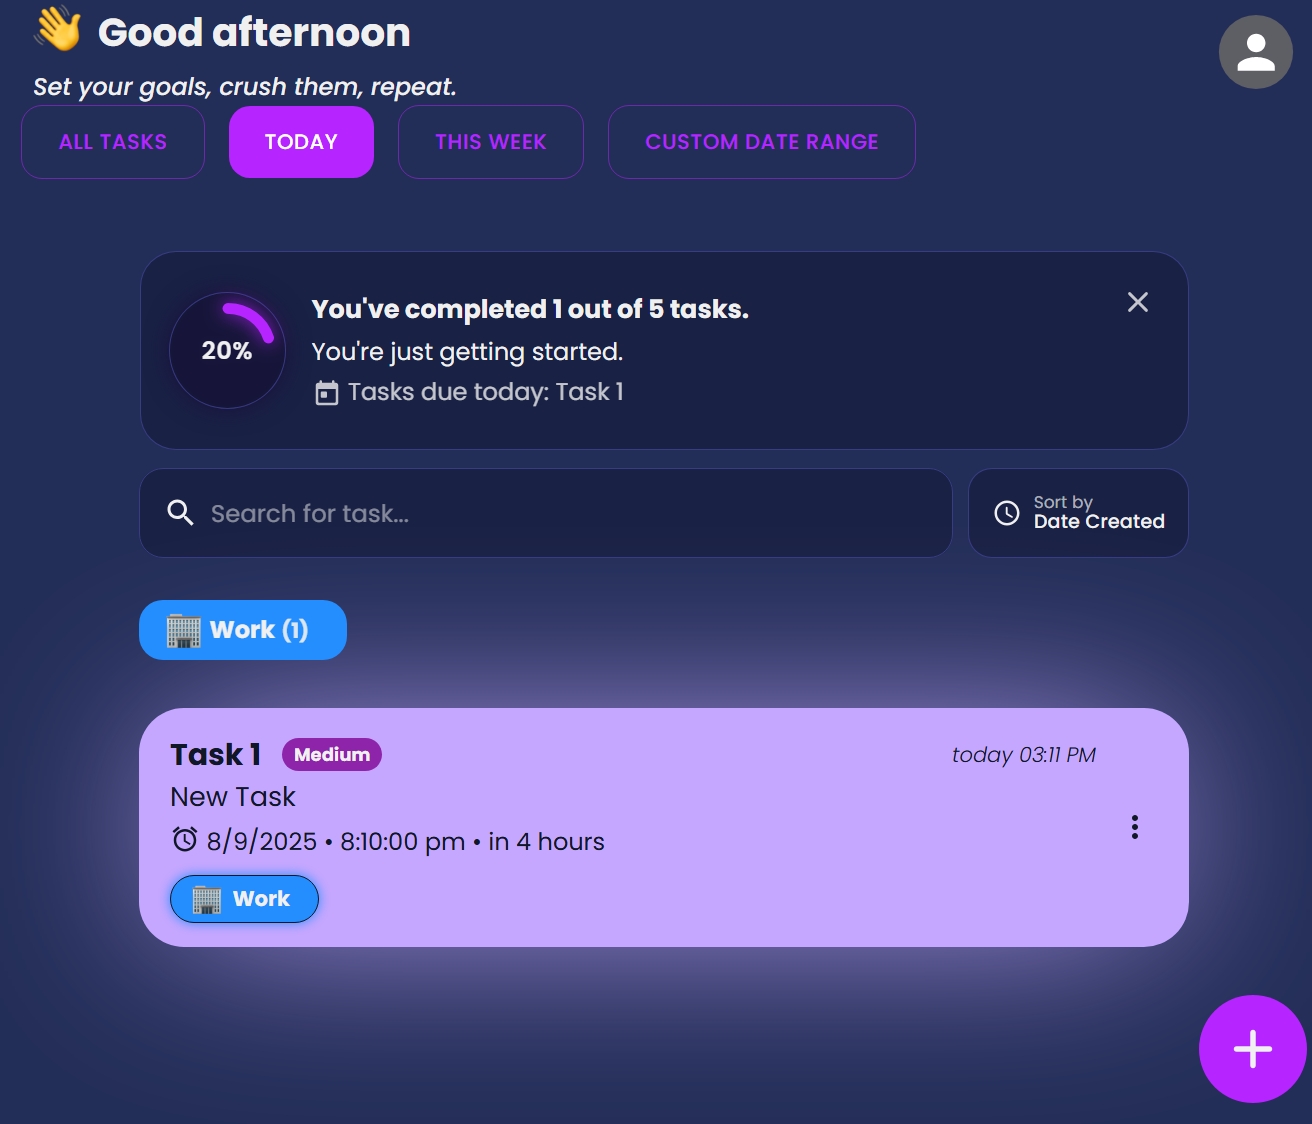 👋 Good afternoon
Set your goals, crush them, repeat.
ALL TASKS
TODAY
THIS WEEK
CUSTOM DATE RANGE
20%
You've completed 1 out of 5 tasks.
You're just getting started.
Tasks due today: Task 1
Search for task...
Sort by
Date Created
🏢 Work (1)
Task 1
Medium
today 03:11 PM
New Task
8/9/2025 • 8:10:00 pm • in 4 hours
🏢 Work